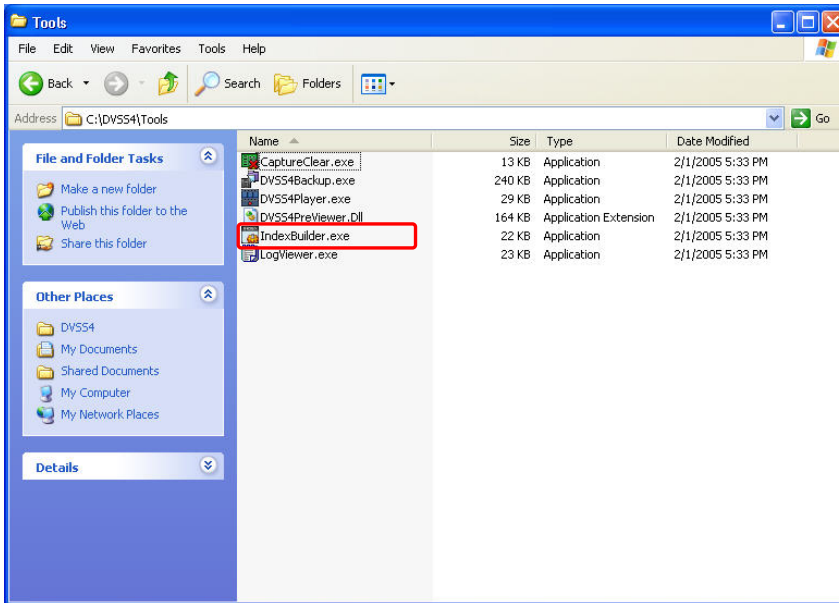 Tools
File Edit View Favorites Tools Help
Back Search Folders
Address C:\DVSS4\Tools Go
File and Folder Tasks
Make a new folder
Publish this folder to the
Web
Share this folder
Other Places
DVSS4
My Documents
Shared Documents
My Computer
My Network Places
Details
Name Size Type Date Modified
CaptureClear.exe 13 KB Application 2/1/2005 5:33 PM
DVSS4Backup.exe 240 KB Application 2/1/2005 5:33 PM
DVSS4Player.exe 29 KB Application 2/1/2005 5:33 PM
DVSS4PreViewer.Dll 164 KB Application Extension 2/1/2005 5:33 PM
IndexBuilder.exe 22 KB Application 2/1/2005 5:33 PM
LogViewer.exe 23 KB Application 2/1/2005 5:33 PM